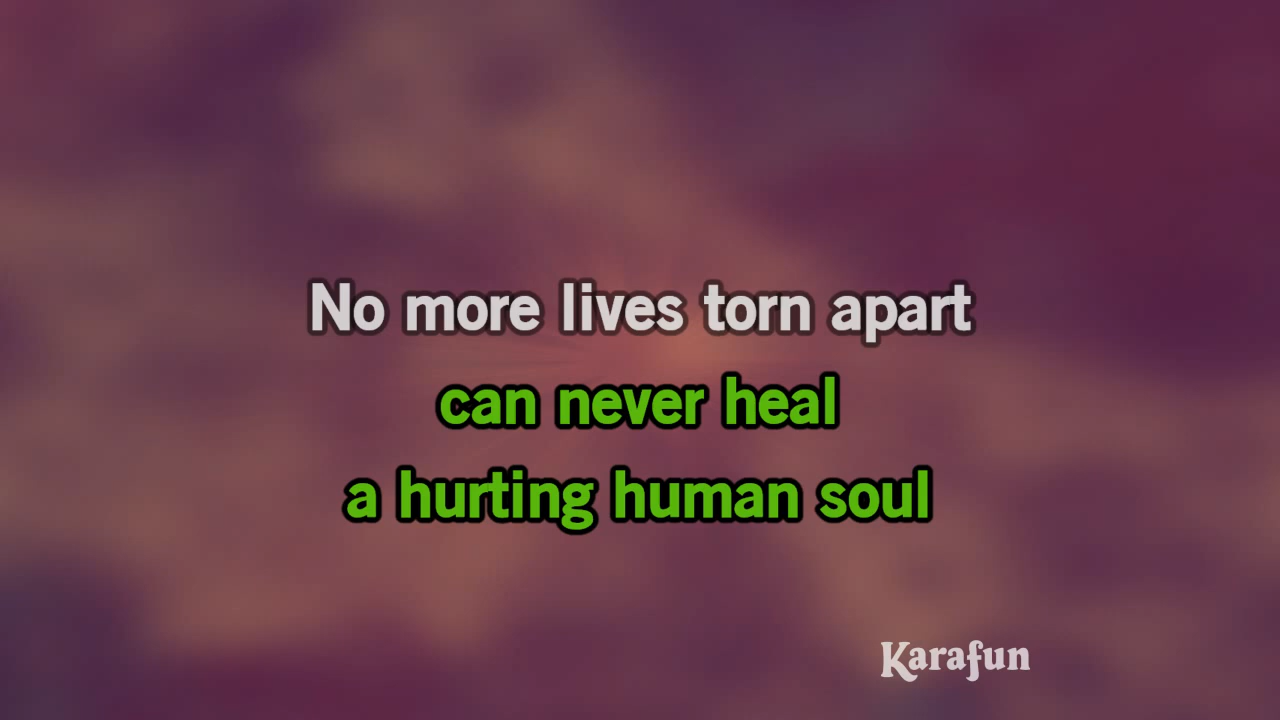 No more lives torn apart
can never heal
a hurting human soul
Karafun